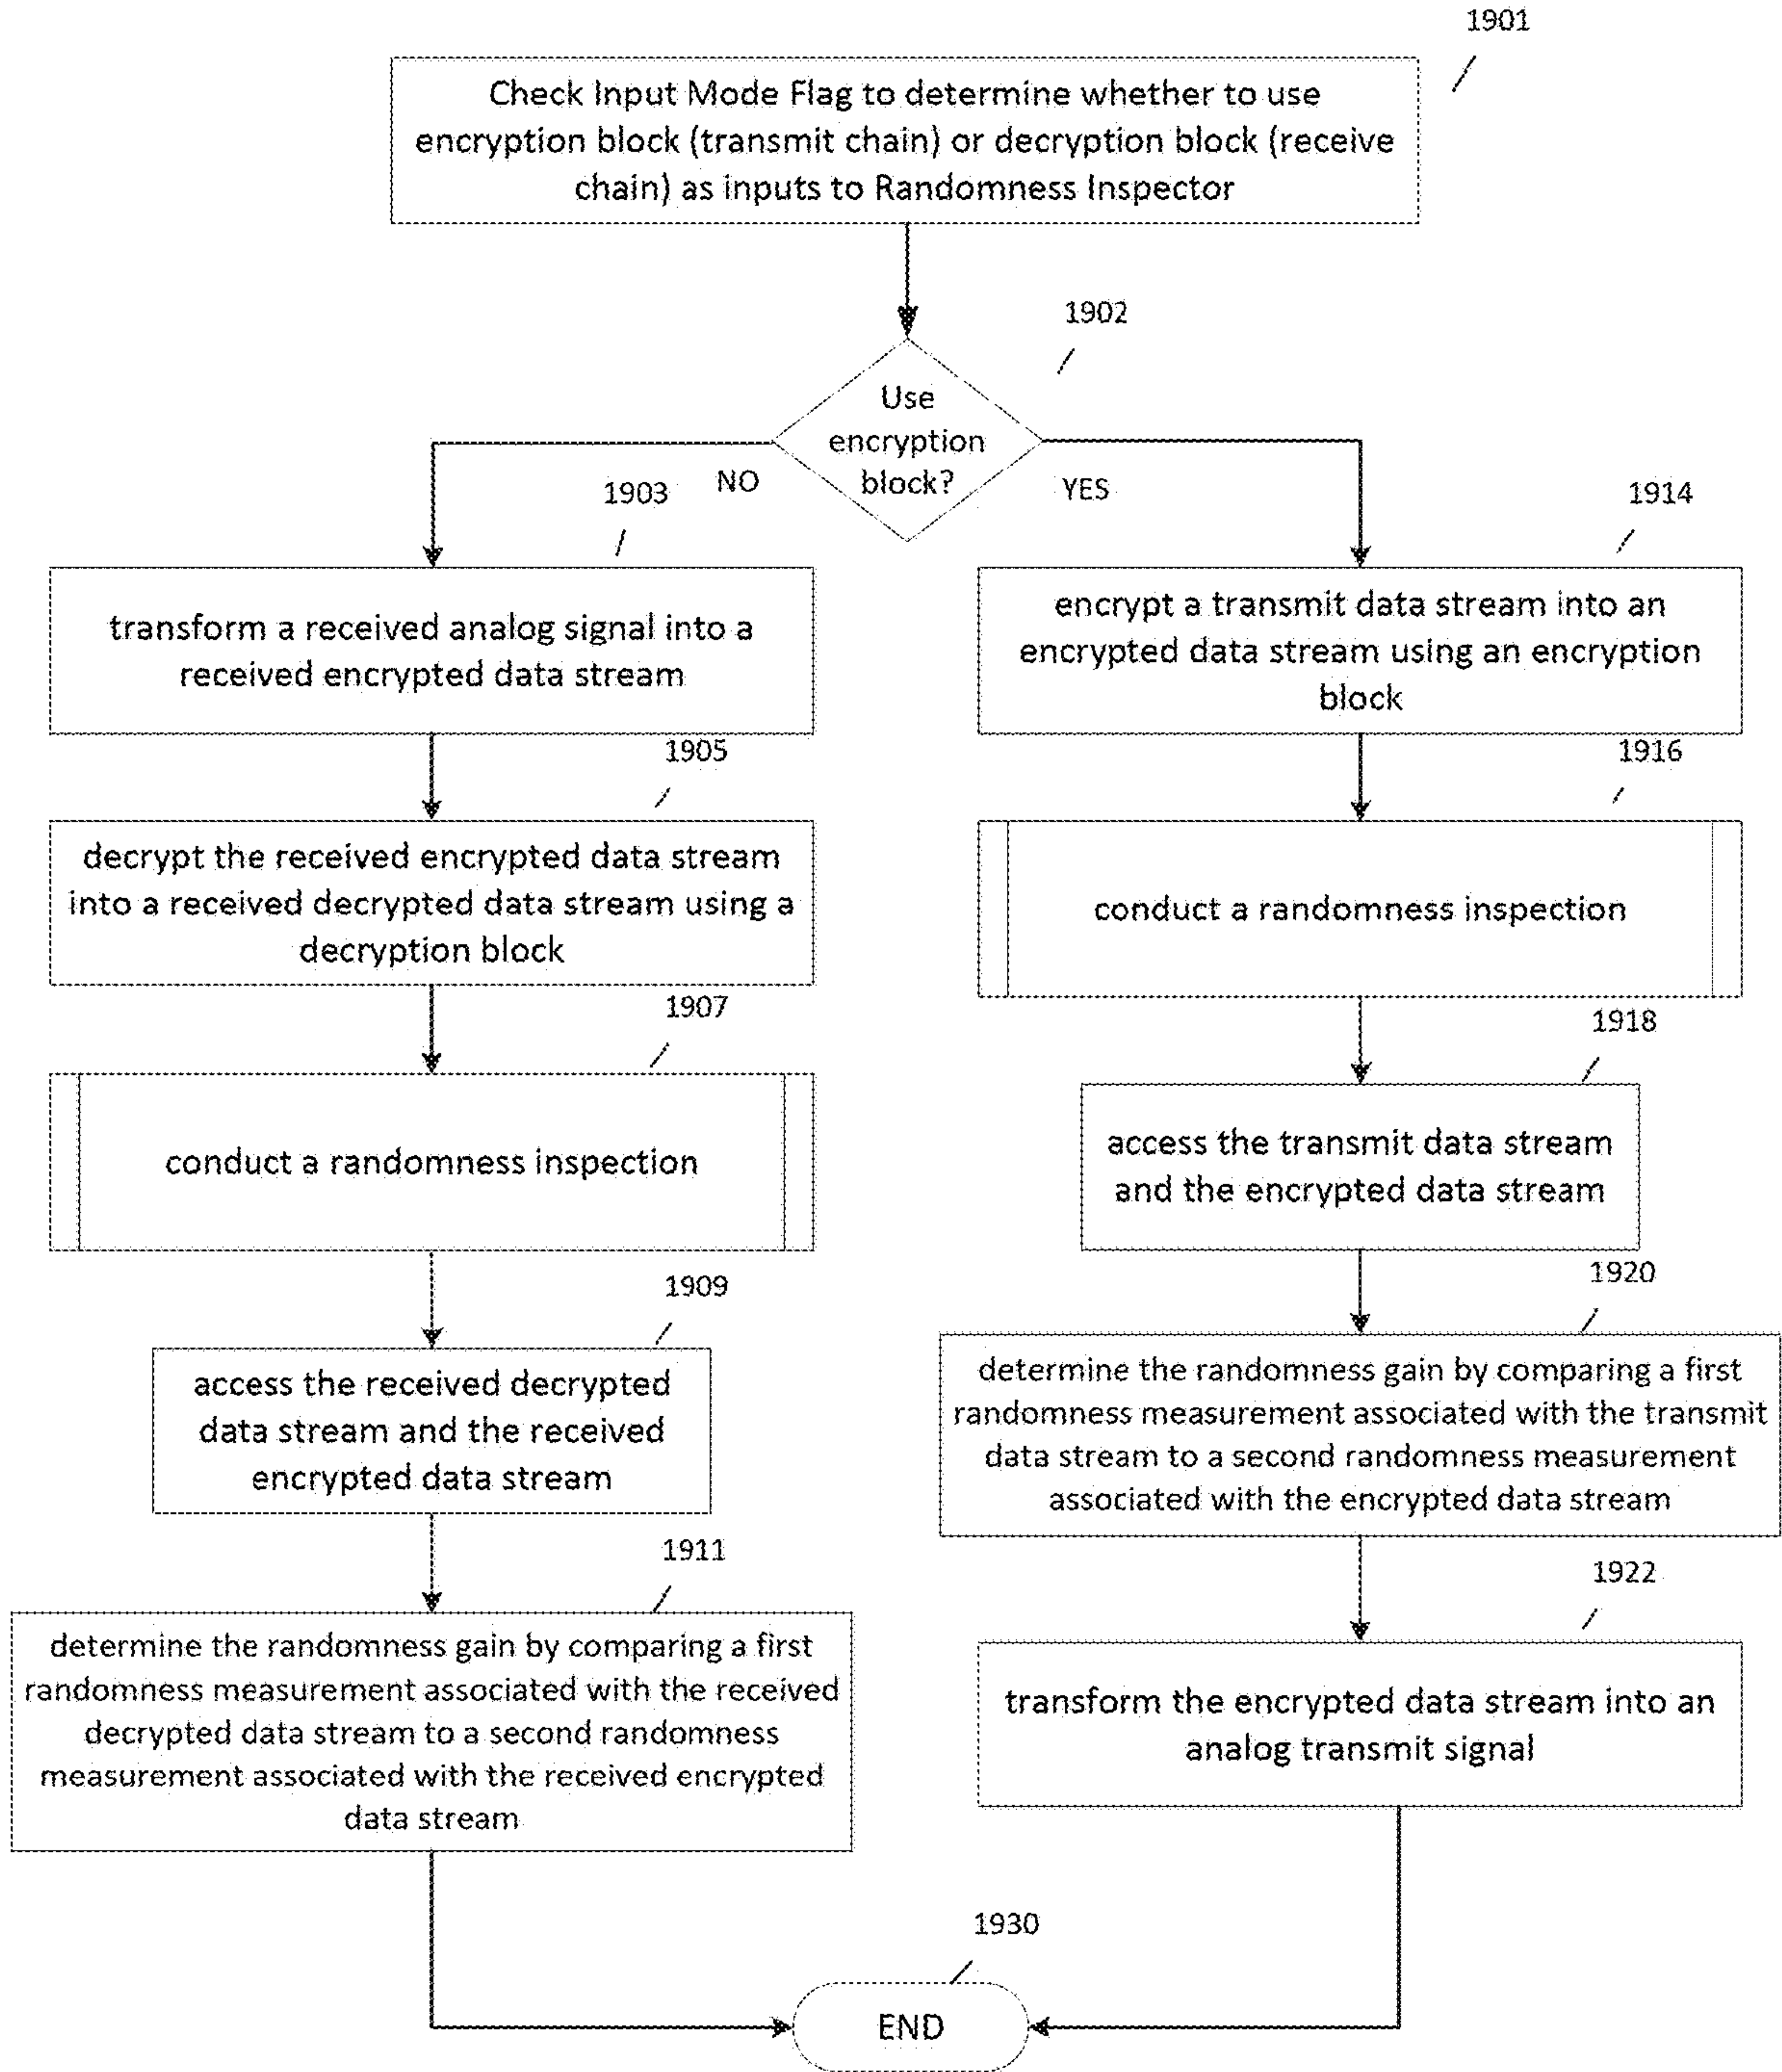 1901
Check Input Mode Flag to determine whether to use
encryption block (transmit chain) or decryption block (receive
chain) as inputs to Randomness Inspector
1902
Use
encryption
block?
NO
YES
1903
transform a received analog signal into a
received encrypted data stream
1905
decrypt the received encrypted data stream
into a received decrypted data stream using a
decryption block
1907
conduct a randomness inspection
1909
access the received decrypted
data stream and the received
encrypted data stream
1911
determine the randomness gain by comparing a first
randomness measurement associated with the received
decrypted data stream to a second randomness
measurement associated with the received encrypted
data stream
1914
encrypt a transmit data stream into an
encrypted data stream using an encryption
block
1916
conduct a randomness inspection
1918
access the transmit data stream
and the encrypted data stream
1920
determine the randomness gain by comparing a first
randomness measurement associated with the transmit
data stream to a second randomness measurement
associated with the encrypted data stream
1922
transform the encrypted data stream into an
analog transmit signal
1930
END